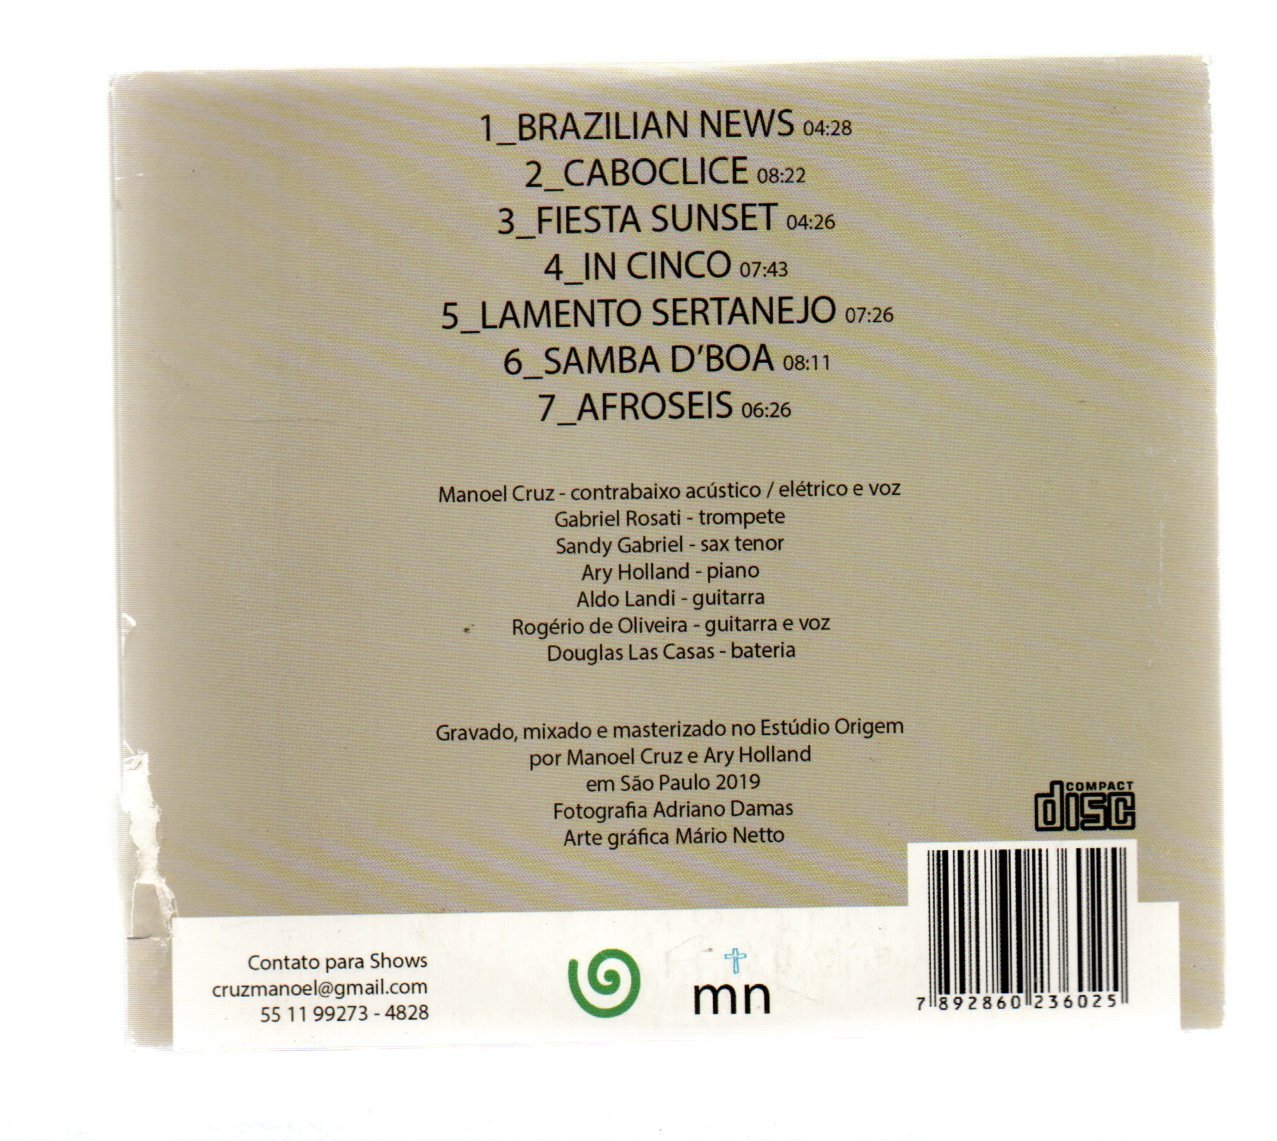 1_BRAZILIAN NEWS 04:28
2_CABOCLICE 08:22
3_FIESTA SUNSET 04:26
4_IN CINCO 07:43
5_LAMENTO SERTANEJO 07:26
6_SAMBA D'BOA 08:11
7_AFROSEIS 06:26
Manoel Cruz - contrabaixo acústico / elétrico e voz
Gabriel Rosati - trompete
Sandy Gabriel - sax tenor
Ary Holland - piano
Aldo Landi - guitarra
Rogério de Oliveira - guitarra e voz
Douglas Las Casas - bateria
Gravado, mixado e masterizado no Estúdio Origem
por Manoel Cruz e Ary Holland
em São Paulo 2019
Fotografia Adriano Damas
Arte gráfica Mário Netto
COMPACT
disc
Contato para Shows
cruzmanoel@gmail.com
55 11 99273 - 4828
mn
7 892860 236025